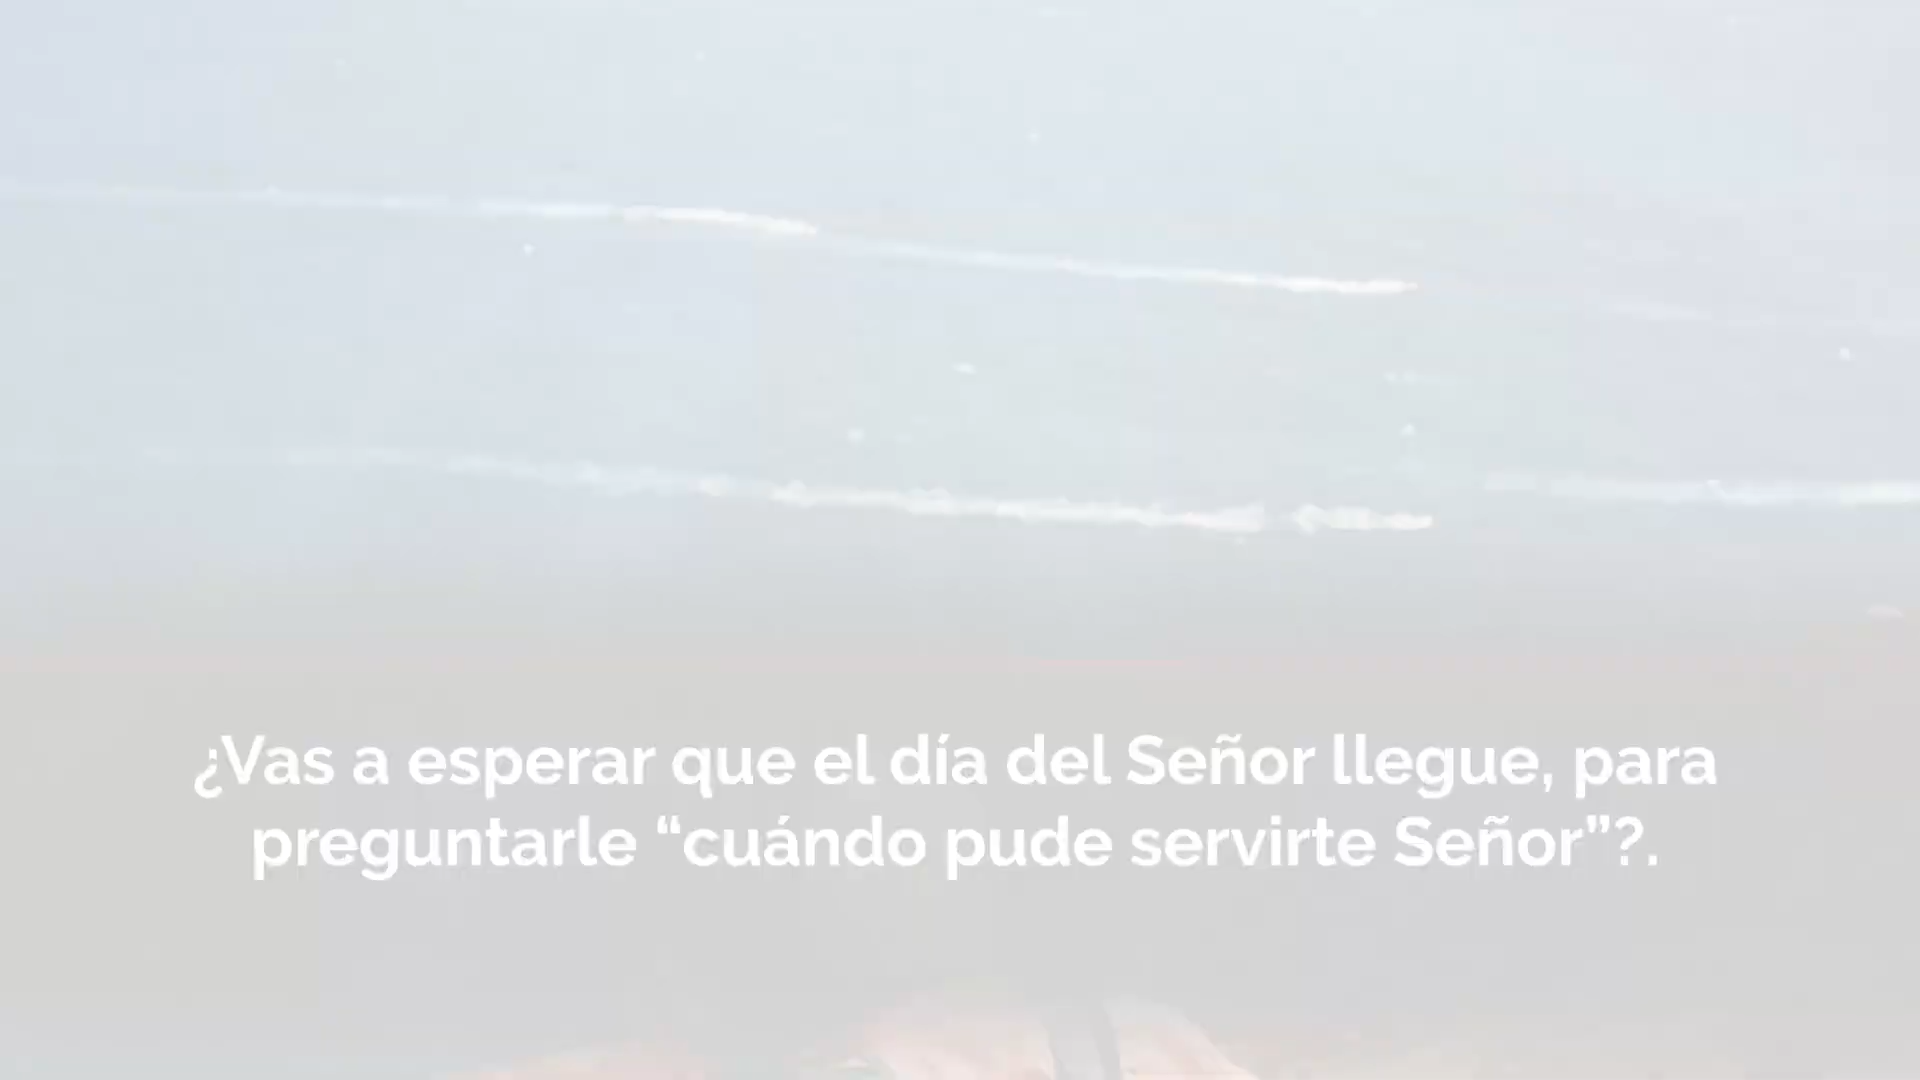 ¿Vas a esperar que el día del Señor llegue, para
preguntarle “cuándo pude servirte Señor”?.